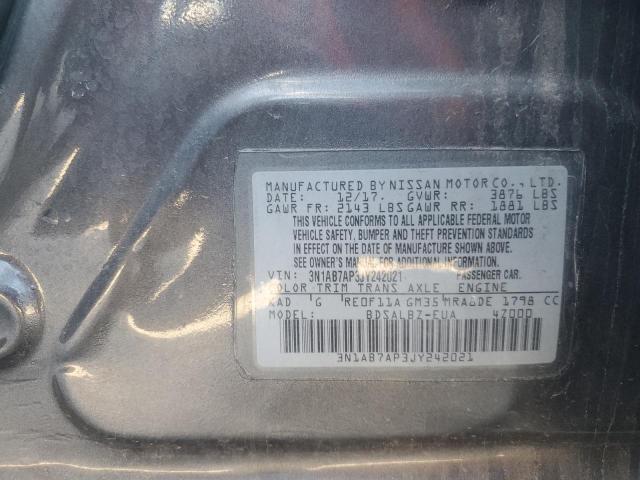 MANUFACTURED BY NISSAN MOTOR CO., LTD.
DATE: 12/17. GVWR: 3876 LBS
GAWR FR: 2143 LBS GAWR RR: 1881 LBS
THIS VEHICLE CONFORMS TO ALL APPLICABLE FEDERAL MOTOR
VEHICLE SAFETY, BUMPER AND THEFT PREVENTION STANDARDS
IN EFFECT ON THE DATE OF MANUFACTURE SHOWN ABOVE.
SEE OWNER'S MANUAL FOR ADDITIONAL INFORMATION.
VIN: 3N1AB7AP3JY242021 PASSENGER CAR.
COLOR TRIM TRANS AXLE ENGINE
KAD G RE0F11A GM35 MRA8DE 1798 CC
BDSALB7-EUA 4Z000
3N1AB7AP3JY242021